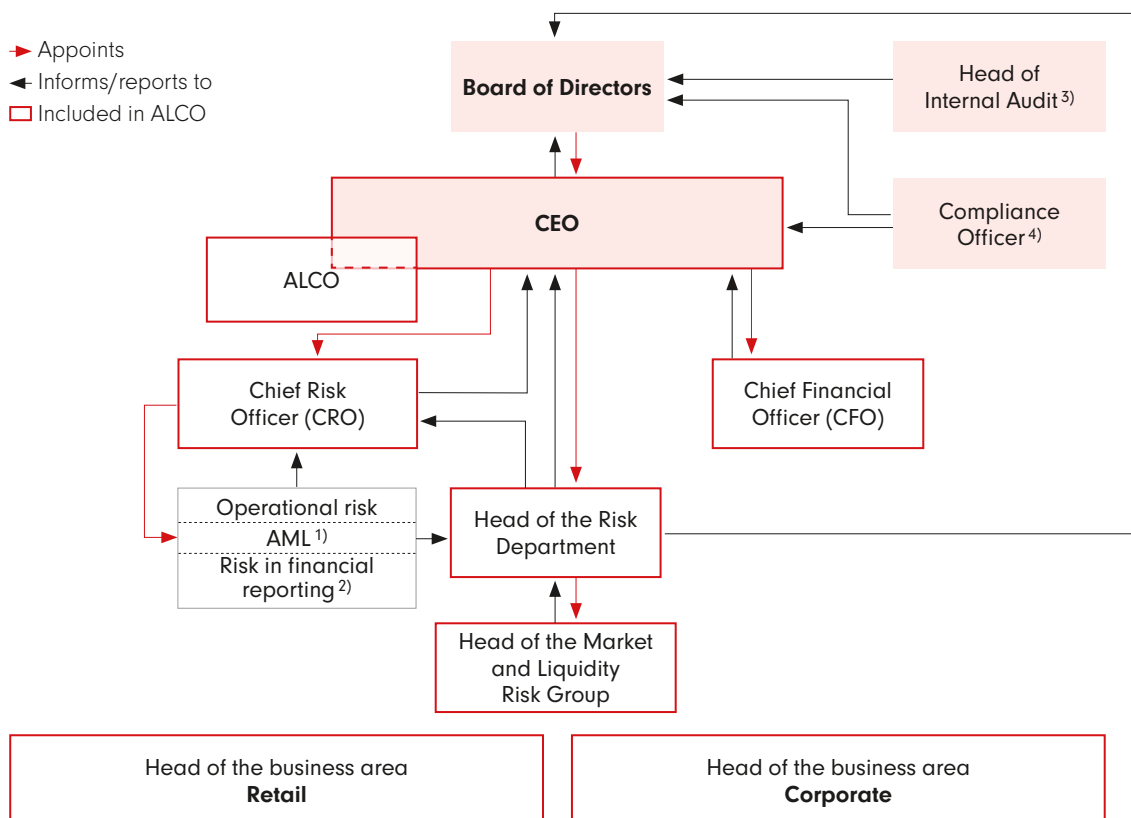 Appoints
Informs/reports to
Included in ALCO
Board of Directors
Head of
Internal Audit 3)
CEO
Compliance
Officer 4)
ALCO
Chief Risk
Officer (CRO)
Chief Financial
Officer (CFO)
Operational risk
AML 1)
Risk in financial
reporting 2)
Head of the Risk
Department
Head of the Market
and Liquidity
Risk Group
Head of the business area
Retail
Head of the business area
Corporate